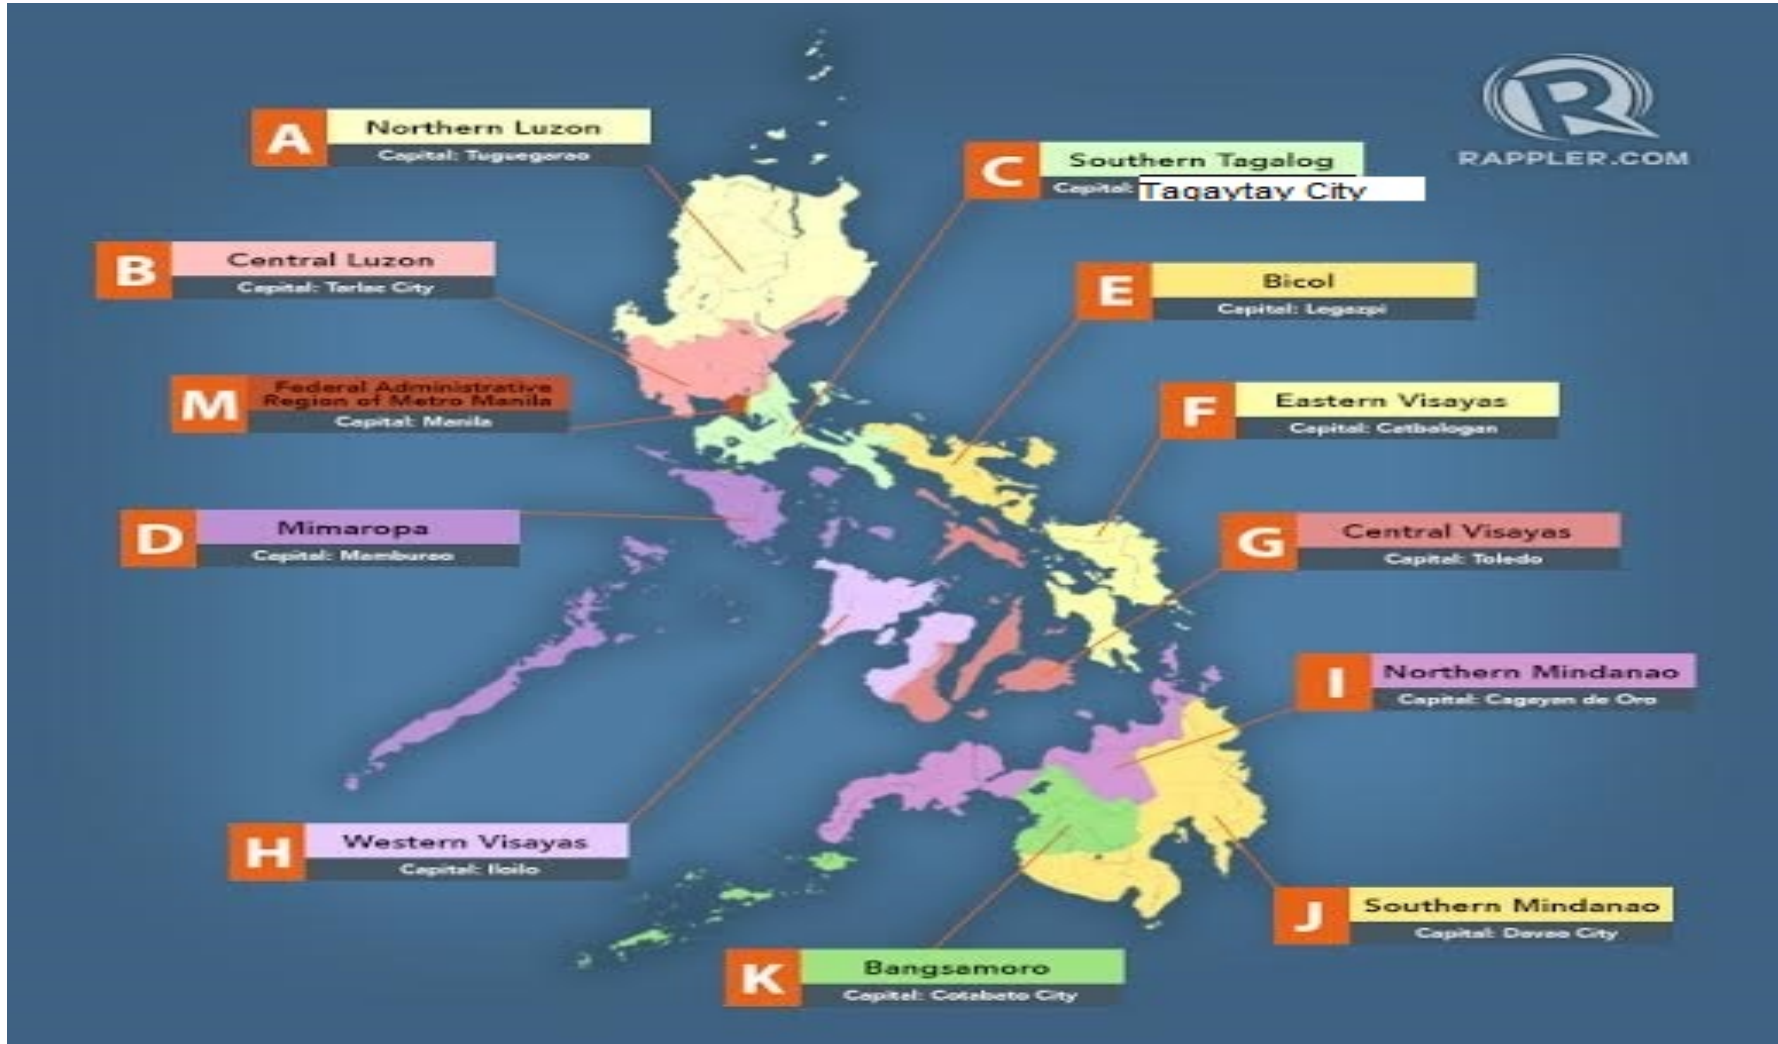 A
Northern Luzon
Capital: Tuguegarao
R
RAPPLER.COM
C
Southern Tagalog
Capital: Tagaytay City
B
Central Luzon
Capital: Tarlac City
E
Bicol
Capital: Legazpi
M
Federal Administrative
Region of Metro Manila
Capital: Manila
F
Eastern Visayas
Capital: Catbalogan
D
Mimaropa
Capital: Mamburao
G
Central Visayas
Capital: Toledo
I
Northern Mindanao
Capital: Cagayan de Oro
H
Western Visayas
Capital: Iloilo
J
Southern Mindanao
Capital: Davao City
K
Bangsamoro
Capital: Cotabato City